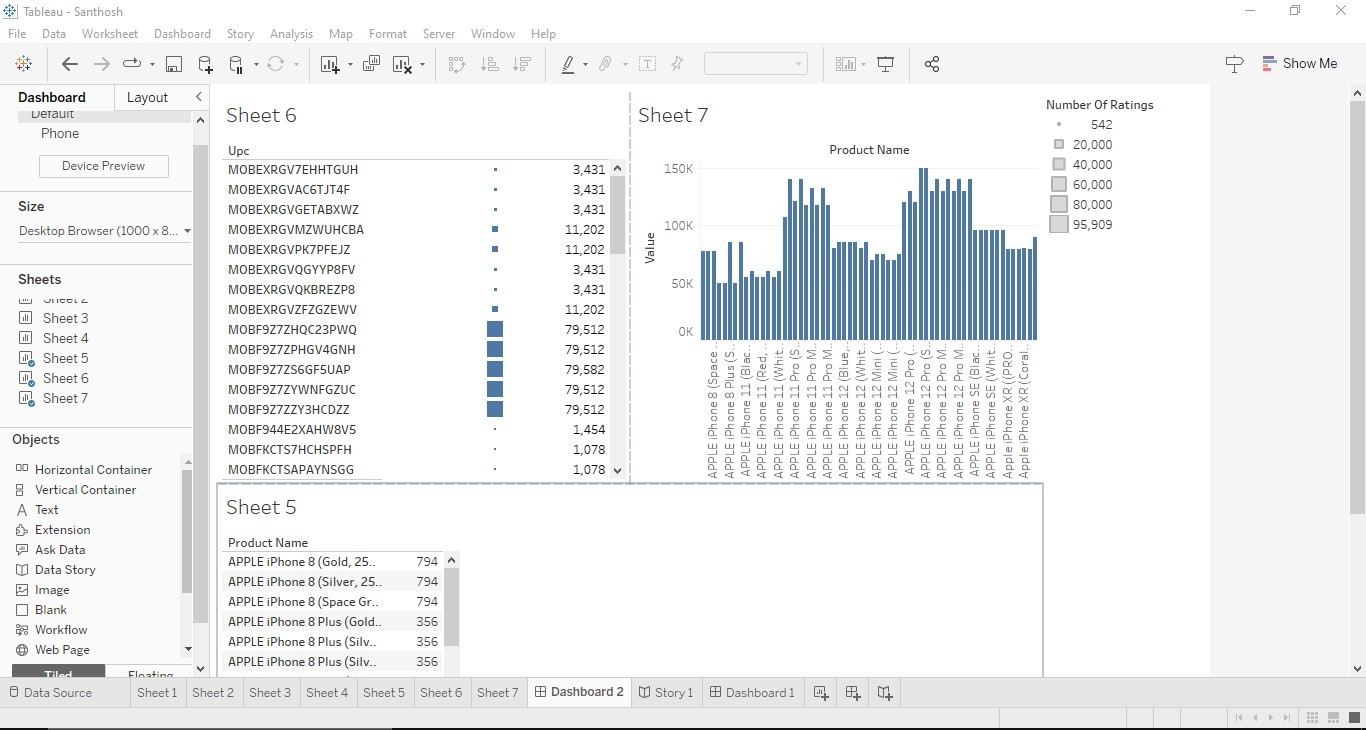 Tableau - Santhosh
File Data Worksheet Dashboard Story Analysis Map Format Server Window Help
Show Me
Dashboard Layout
Default
Phone
Device Preview
Size
Desktop Browser (1000 x 8...
Sheets
Sheet 2
Sheet 3
Sheet 4
Sheet 5
Sheet 6
Sheet 7
Objects
Horizontal Container
Vertical Container
Text
Extension
Ask Data
Data Story
Image
Blank
Workflow
Web Page
Tiled Floating
Sheet 6
Upc
MOBEXRGV7EHHTGUH 3,431
MOBEXRGVAC6TJT4F 3,431
MOBEXRGVGETABXWZ 3,431
MOBEXRGVMZWUHCBA 11,202
MOBEXRGVPK7PFEJZ 11,202
MOBEXRGVQGYYP8FV 3,431
MOBEXRGVQKBREZP8 3,431
MOBEXRGVZFZGZEWV 11,202
MOBF9Z7ZHQC23PWQ 79,512
MOBF9Z7ZPHGV4GNH 79,512
MOBF9Z7ZS6GF5UAP 79,582
MOBF9Z7ZYWNFGZUC 79,512
MOBF9Z7ZZY3HCDZZ 79,512
MOBF944E2XAHW8V5 1,454
MOBFKCTS7HCHSPFH 1,078
MOBFKCTSAPAYNSGG 1,078
Sheet 7
Product Name
Value
150K
100K
50K
0K
APPLE iPhone 8 (Space ..
APPLE iPhone 8 Plus (S..
APPLE iPhone 11 (Blac..
APPLE iPhone 11 (Red, ..
APPLE iPhone 11 (Whit..
APPLE iPhone 11 Pro (S..
APPLE iPhone 11 Pro M..
APPLE iPhone 11 Pro M..
APPLE iPhone 12 (Blue,..
APPLE iPhone 12 (Whit..
APPLE iPhone 12 Mini (..
APPLE iPhone 12 Mini (..
APPLE iPhone 12 Pro (..
APPLE iPhone 12 Pro (S..
APPLE iPhone 12 Pro M..
APPLE iPhone 12 Pro M..
APPLE iPhone SE (Blac..
APPLE iPhone SE (Whit..
Apple iPhone XR ((PRO..
Apple iPhone XR (Coral..
Number Of Ratings
542
20,000
40,000
60,000
80,000
95,909
Sheet 5
Product Name
APPLE iPhone 8 (Gold, 25.. 794
APPLE iPhone 8 (Silver, 25.. 794
APPLE iPhone 8 (Space Gr.. 794
APPLE iPhone 8 Plus (Gold.. 356
APPLE iPhone 8 Plus (Silv.. 356
APPLE iPhone 8 Plus (Silv.. 356
Data Source Sheet 1 Sheet 2 Sheet 3 Sheet 4 Sheet 5 Sheet 6 Sheet 7 Dashboard 2 Story 1 Dashboard 1